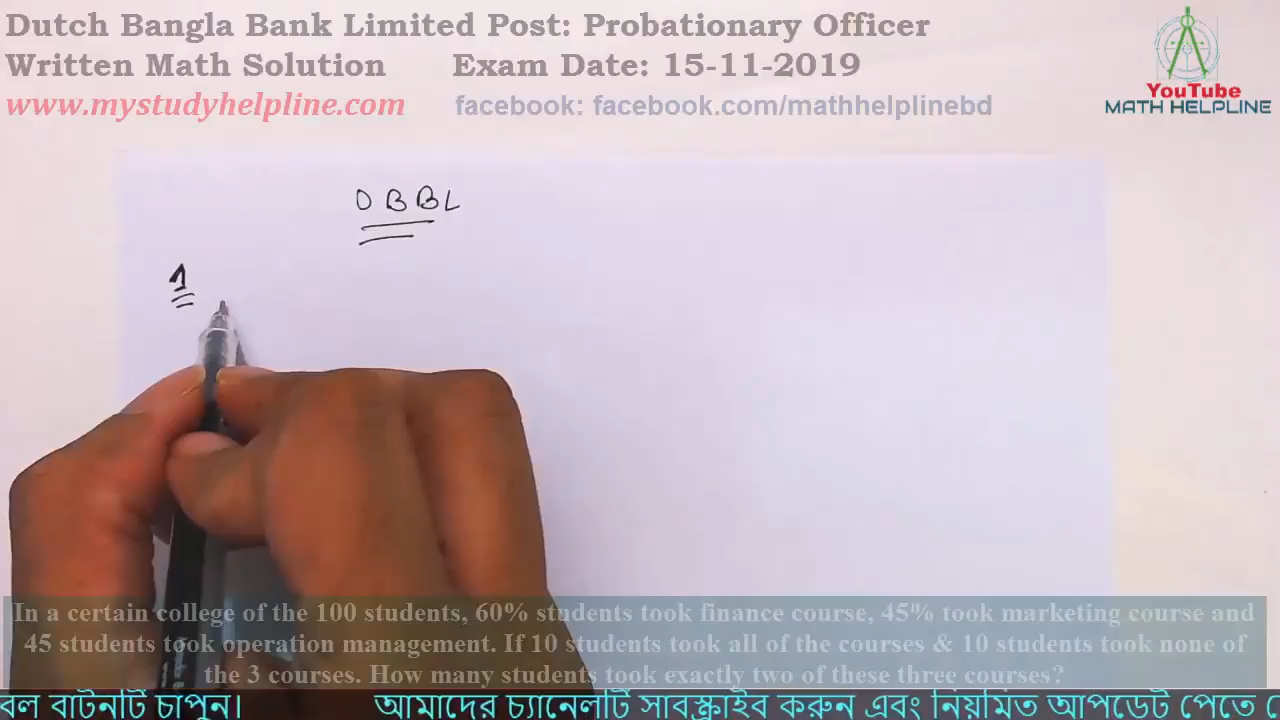 Dutch Bangla Bank Limited Post: Probationary Officer
Written Math Solution Exam Date: 15-11-2019
www.mystudyhelpline.com facebook: facebook.com/mathhelplinebd
YouTube
MATH HELPLINE
DBBL
1
In a certain college of the 100 students, 60% students took finance course, 45% took marketing course and
45 students took operation management. If 10 students took all of the courses & 10 students took none of
the 3 courses. How many students took exactly two of these three courses?
বল বাটনটি চাপুন। আমাদের চ্যানেলটি সাবস্ক্রাইব করুন এবং নিয়মিত আপডেট পেতে